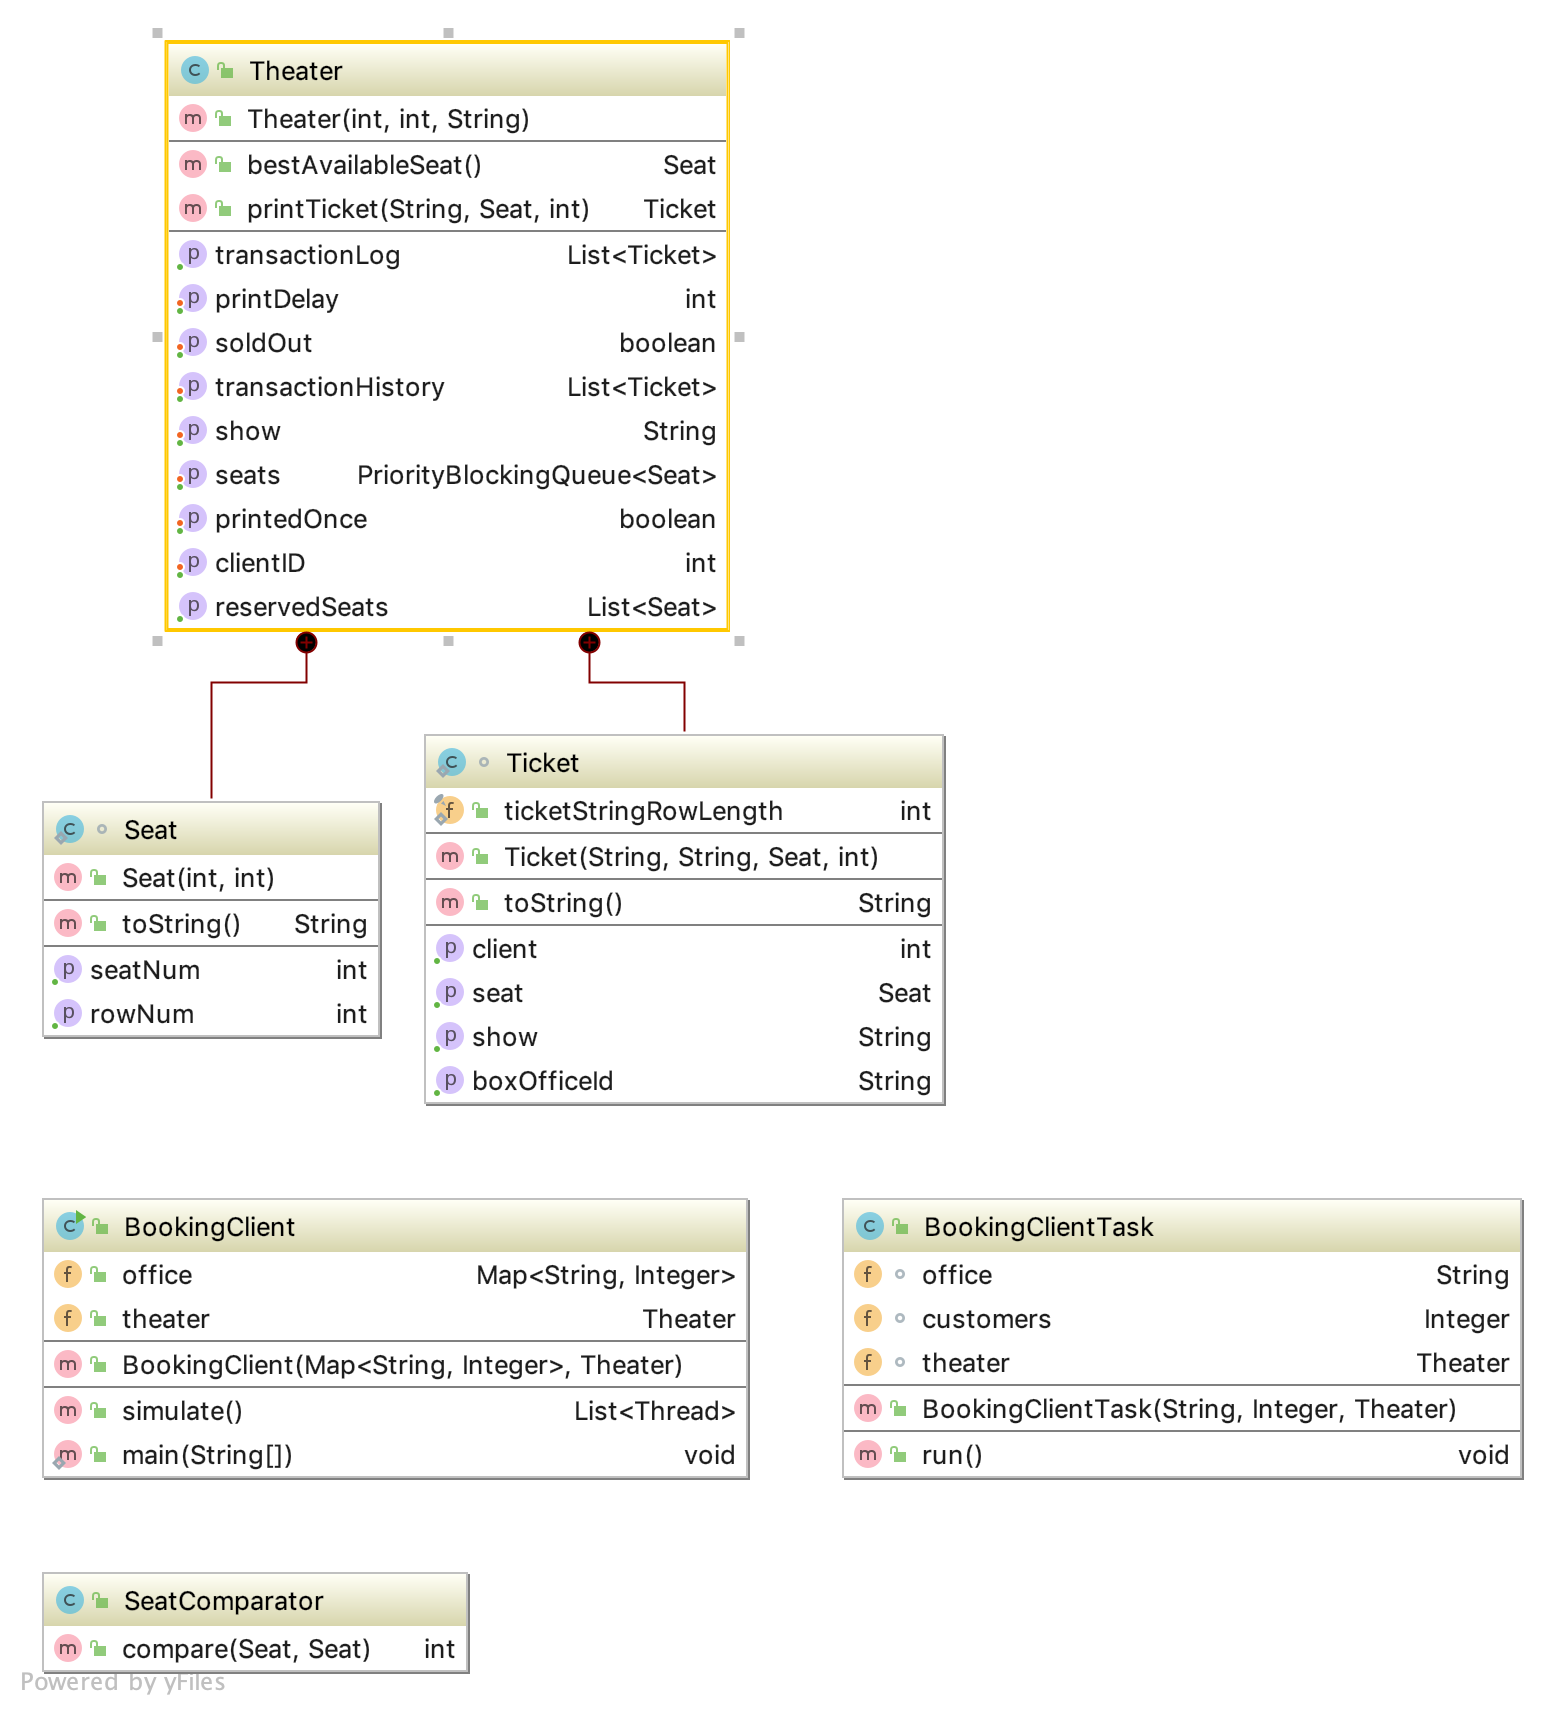 Theater
Theater(int, int, String)
bestAvailableSeat() Seat
printTicket(String, Seat, int) Ticket
transactionLog List<Ticket>
printDelay int
soldOut boolean
transactionHistory List<Ticket>
show String
seats PriorityBlockingQueue<Seat>
printedOnce boolean
clientID int
reservedSeats List<Seat>
Seat
Seat(int, int)
toString() String
seatNum int
rowNum int
Ticket
ticketStringRowLength int
Ticket(String, String, Seat, int)
toString() String
client int
seat Seat
show String
boxOfficeId String
BookingClient
office Map<String, Integer>
theater Theater
BookingClient(Map<String, Integer>, Theater)
simulate() List<Thread>
main(String[]) void
BookingClientTask
office String
customers Integer
theater Theater
BookingClientTask(String, Integer, Theater)
run() void
SeatComparator
compare(Seat, Seat) int
Powered by yFiles